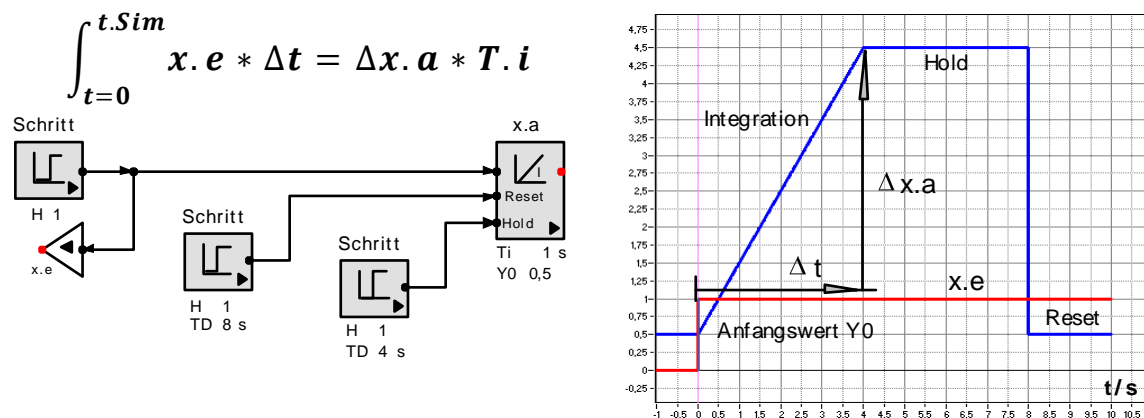 ∫ t.Sim t=0 x.e * Δt = Δx.a * T.i
Schritt
H 1
x.e
Schritt
H 1
TD 8 s
Schritt
H 1
TD 4 s
x.a
I
Reset
Hold
Ti 1 s
Y0 0,5
4,75
4,5
4,25
4
3,75
3,5
3,25
3
2,75
2,5
2,25
2
1,75
1,5
1,25
1
0,75
0,5
0,25
0
-0,25
Hold
Integration
Δ x.a
Δ t
x.e
Anfangswert Y0
Reset
t / s
-1 -0.5 0 0.5 1 1.5 2 2.5 3 3.5 4 4.5 5 5.5 6 6.5 7 7.5 8 8.5 9 9.5 10 10.5